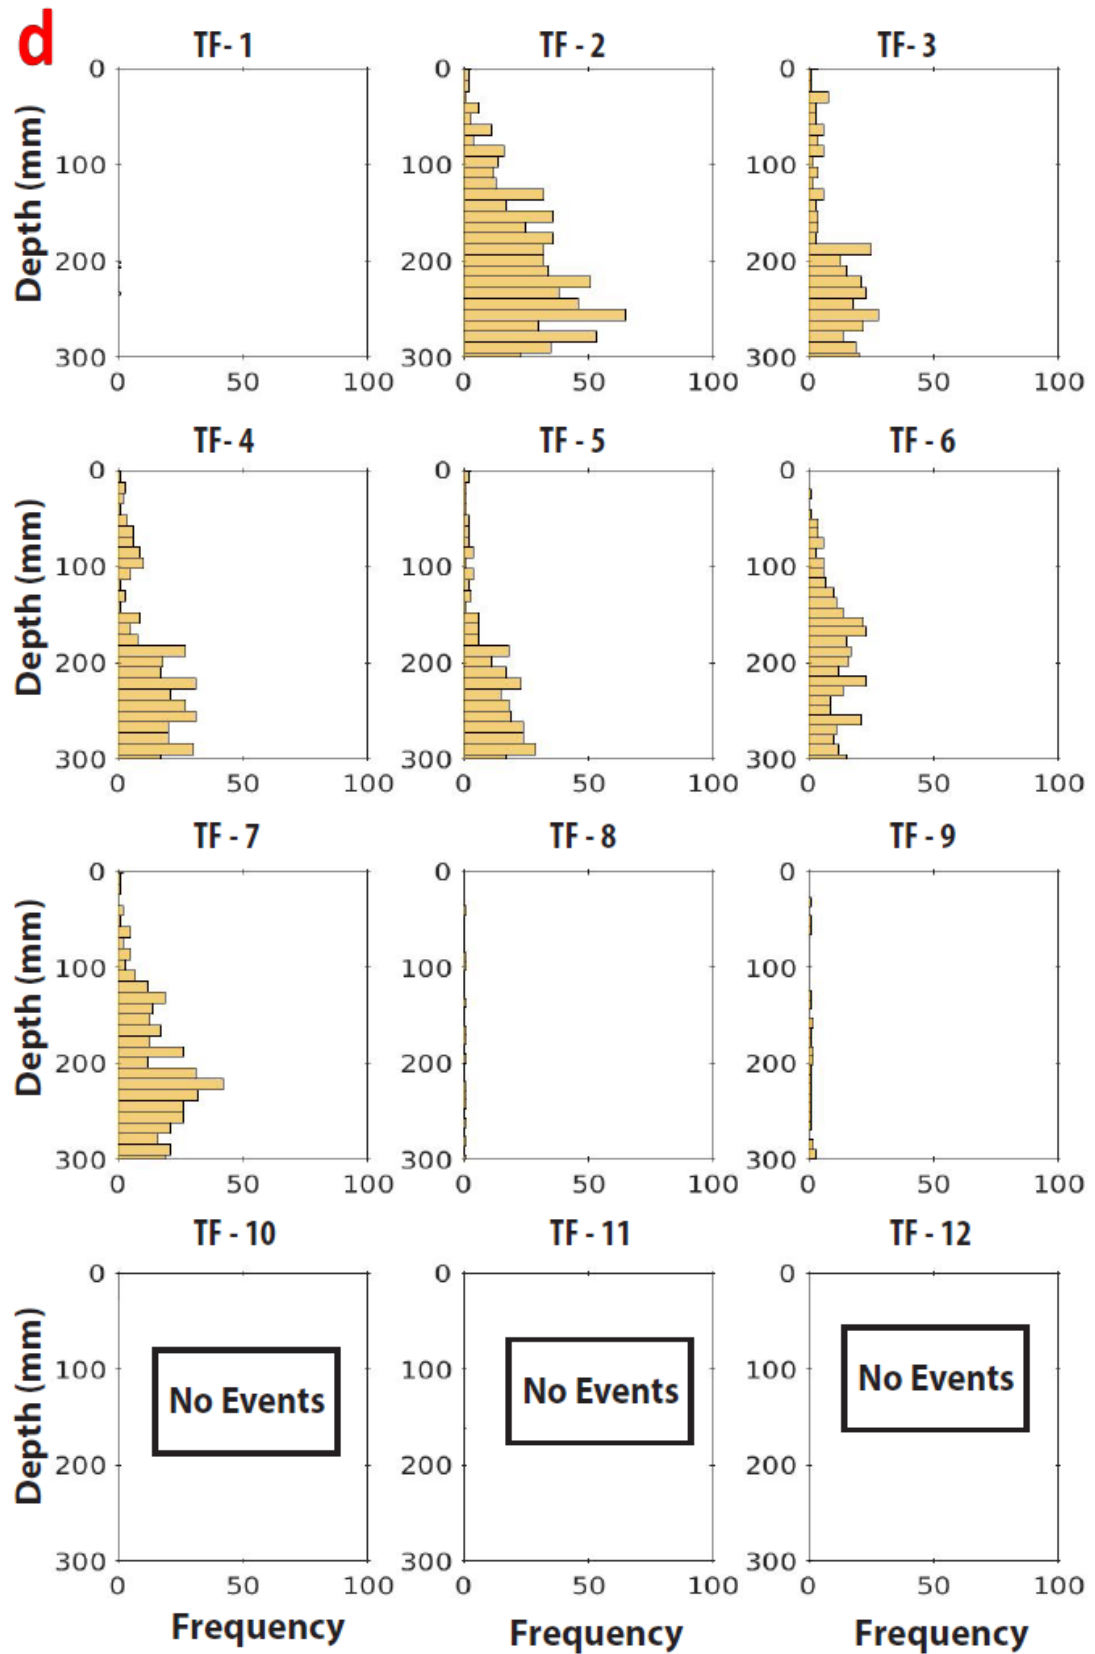 d
TF- 1 TF - 2 TF- 3
Depth (mm)
0 0 0
100 100 100
200 200 200
300 300 300
0 50 100 0 50 100 0 50 100
TF- 4 TF - 5 TF - 6
Depth (mm)
0 0 0
100 100 100
200 200 200
300 300 300
0 50 100 0 50 100 0 50 100
TF - 7 TF - 8 TF - 9
Depth (mm)
0 0 0
100 100 100
200 200 200
300 300 300
0 50 100 0 50 100 0 50 100
TF - 10 TF - 11 TF - 12
Depth (mm)
0 0 0
100 100 100
No Events No Events No Events
200 200 200
300 300 300
0 50 100 0 50 100 0 50 100
Frequency Frequency Frequency